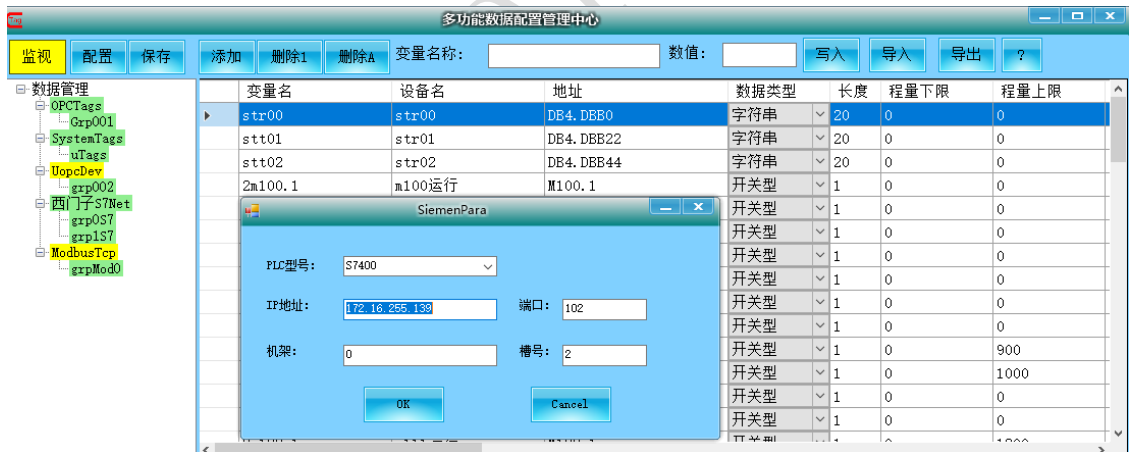 多功能数据配置管理中心
监视 配置 保存 添加 删除1 删除A 变量名称: 数值: 写入 导入 导出 ?
数据管理
OPCTags
Grp001
SystemTags
uTags
UopcDev
grp002
西门子S7Net
grp0S7
grp1S7
ModbusTcp
grpMod0
变量名 设备名 地址 数据类型 长度 程量下限 程量上限
str00 str00 DB4.DBB0 字符串 20 0 0
stt01 str01 DB4.DBB22 字符串 20 0 0
stt02 str02 DB4.DBB44 字符串 20 0 0
2m100.1 m100运行 M100.1 开关型 1 0 0
开关型 1 0 0
开关型 1 0 0
开关型 1 0 0
开关型 1 0 0
开关型 1 0 0
开关型 1 0 0
开关型 1 0 900
开关型 1 0 1000
开关型 1 0 0
开关型 1 0 0
SiemenPara
PLC型号: S7400
IP地址: 172.16.255.139 端口: 102
机架: 0 槽号: 2
OK Cancel